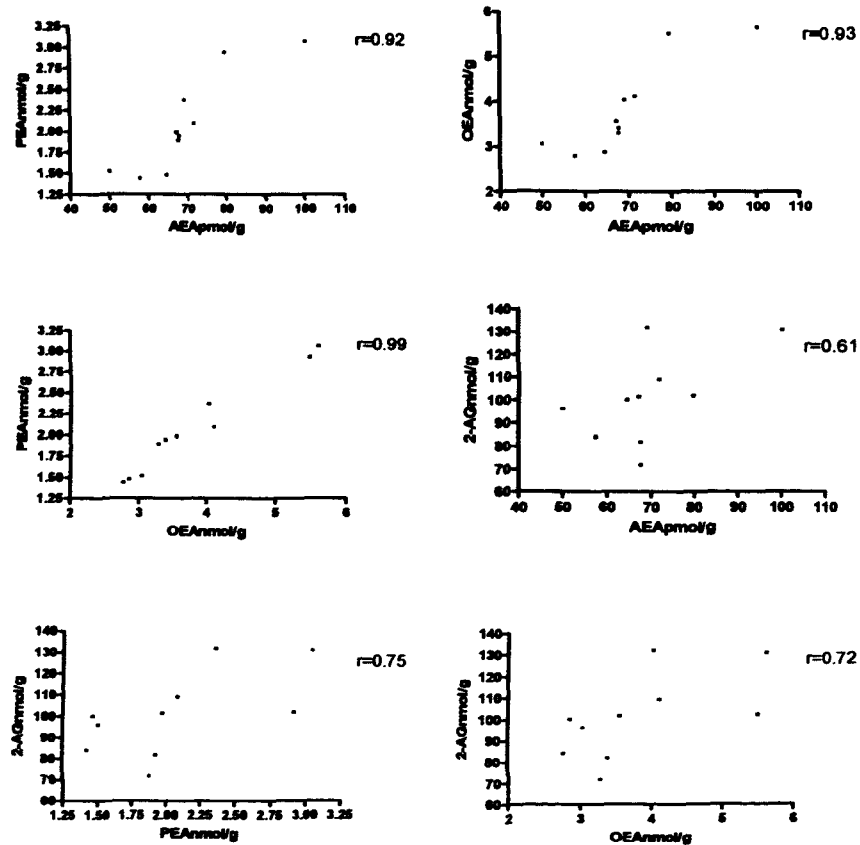 3.25
3.00
2.75
2.50
2.25
2.00
1.75
1.50
1.25
PEAnmol/g
r=0.92
40 50 60 70 80 90 100 110
AEApmol/g
6
5
4
3
2
OEAnmol/g
r=0.93
40 50 60 70 80 90 100 110
AEApmol/g
3.25
3.00
2.75
2.50
2.25
2.00
1.75
1.50
1.25
PEAnmol/g
r=0.99
2 3 4 5 6
OEAnmol/g
140
130
120
110
100
90
80
70
60
2-AGnmol/g
r=0.61
40 50 60 70 80 90 100 110
AEApmol/g
140
130
120
110
100
90
80
70
60
2-AGnmol/g
r=0.75
1.25 1.50 1.75 2.00 2.25 2.50 2.75 3.00 3.25
PEAnmol/g
140
130
120
110
100
90
80
70
60
2-AGnmol/g
r=0.72
2 3 4 5 6
OEAnmol/g